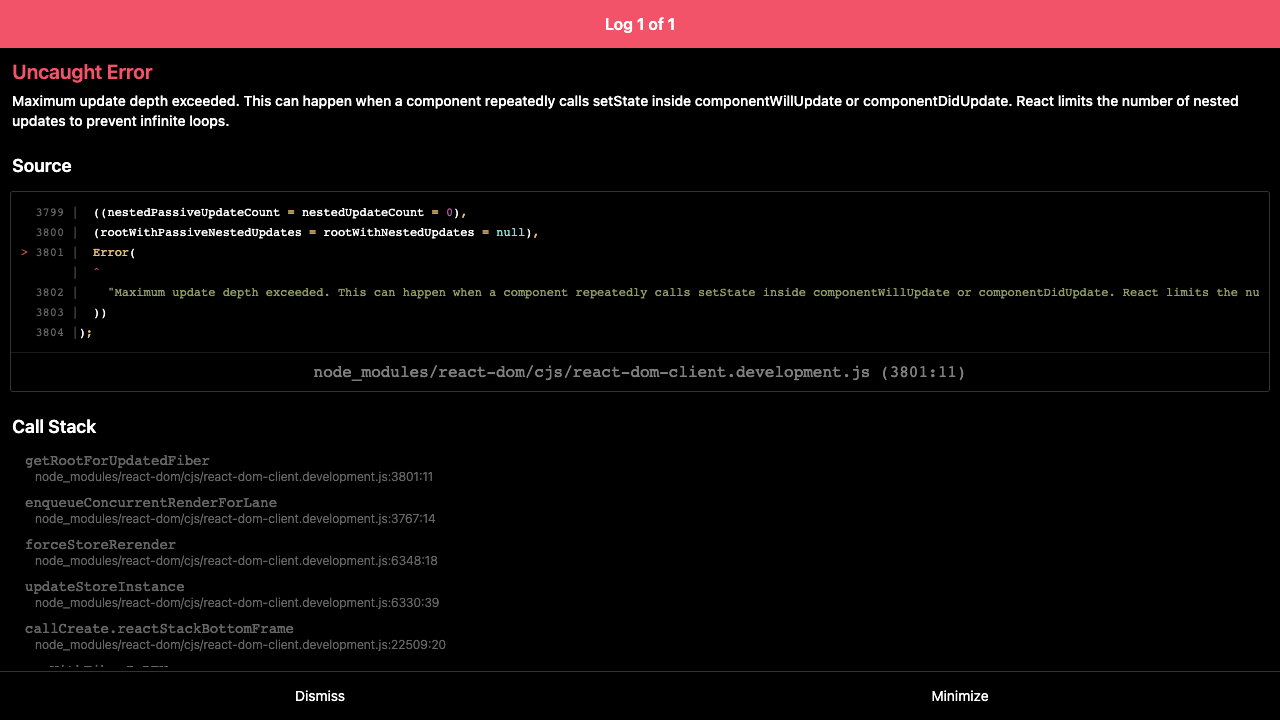 Log 1 of 1
Uncaught Error
Maximum update depth exceeded. This can happen when a component repeatedly calls setState inside componentWillUpdate or componentDidUpdate. React limits the number of nested
updates to prevent infinite loops.
Source
3799 | ((nestedPassiveUpdateCount = nestedUpdateCount = 0),
3800 | (rootWithPassiveNestedUpdates = rootWithNestedUpdates = null),
> 3801 | Error(
| ^
3802 | "Maximum update depth exceeded. This can happen when a component repeatedly calls setState inside componentWillUpdate or componentDidUpdate. React limits the nu
3803 | ))
3804 | );
node_modules/react-dom/cjs/react-dom-client.development.js (3801:11)
Call Stack
getRootForUpdatedFiber
node_modules/react-dom/cjs/react-dom-client.development.js:3801:11
enqueueConcurrentRenderForLane
node_modules/react-dom/cjs/react-dom-client.development.js:3767:14
forceStoreRerender
node_modules/react-dom/cjs/react-dom-client.development.js:6348:18
updateStoreInstance
node_modules/react-dom/cjs/react-dom-client.development.js:6330:39
callCreate.reactStackBottomFrame
node_modules/react-dom/cjs/react-dom-client.development.js:22509:20
Dismiss
Minimize